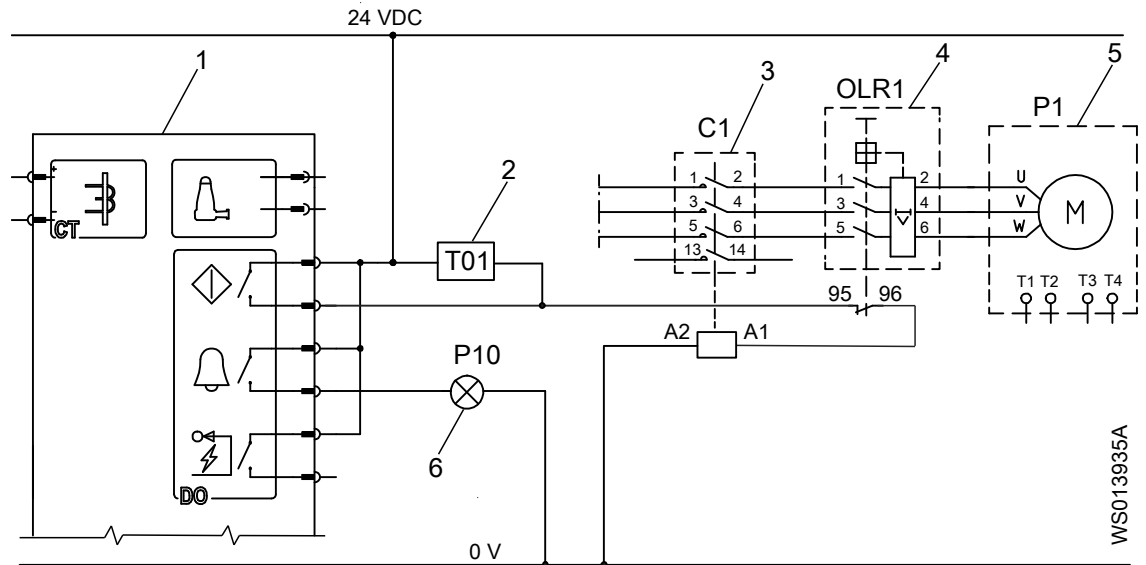 24 VDC
1
2
3
4
5
OLR1
P1
C1
CT
+
−
T01
1 2
3 4
5 6
13 14
1 2
3 4
5 6
U
V
W
M
T1 T2 T3 T4
95 96
A2 A1
P10
6
DO
0 V
WS013935A